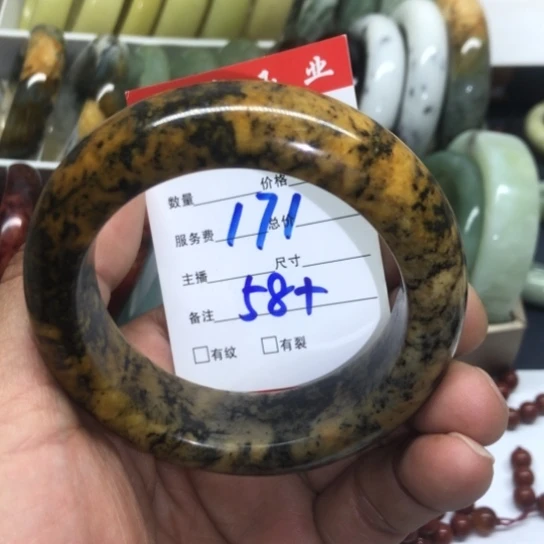 业
数量 价格
服务费 171 总价
主播 尺寸
备注 58+
有纹 有裂